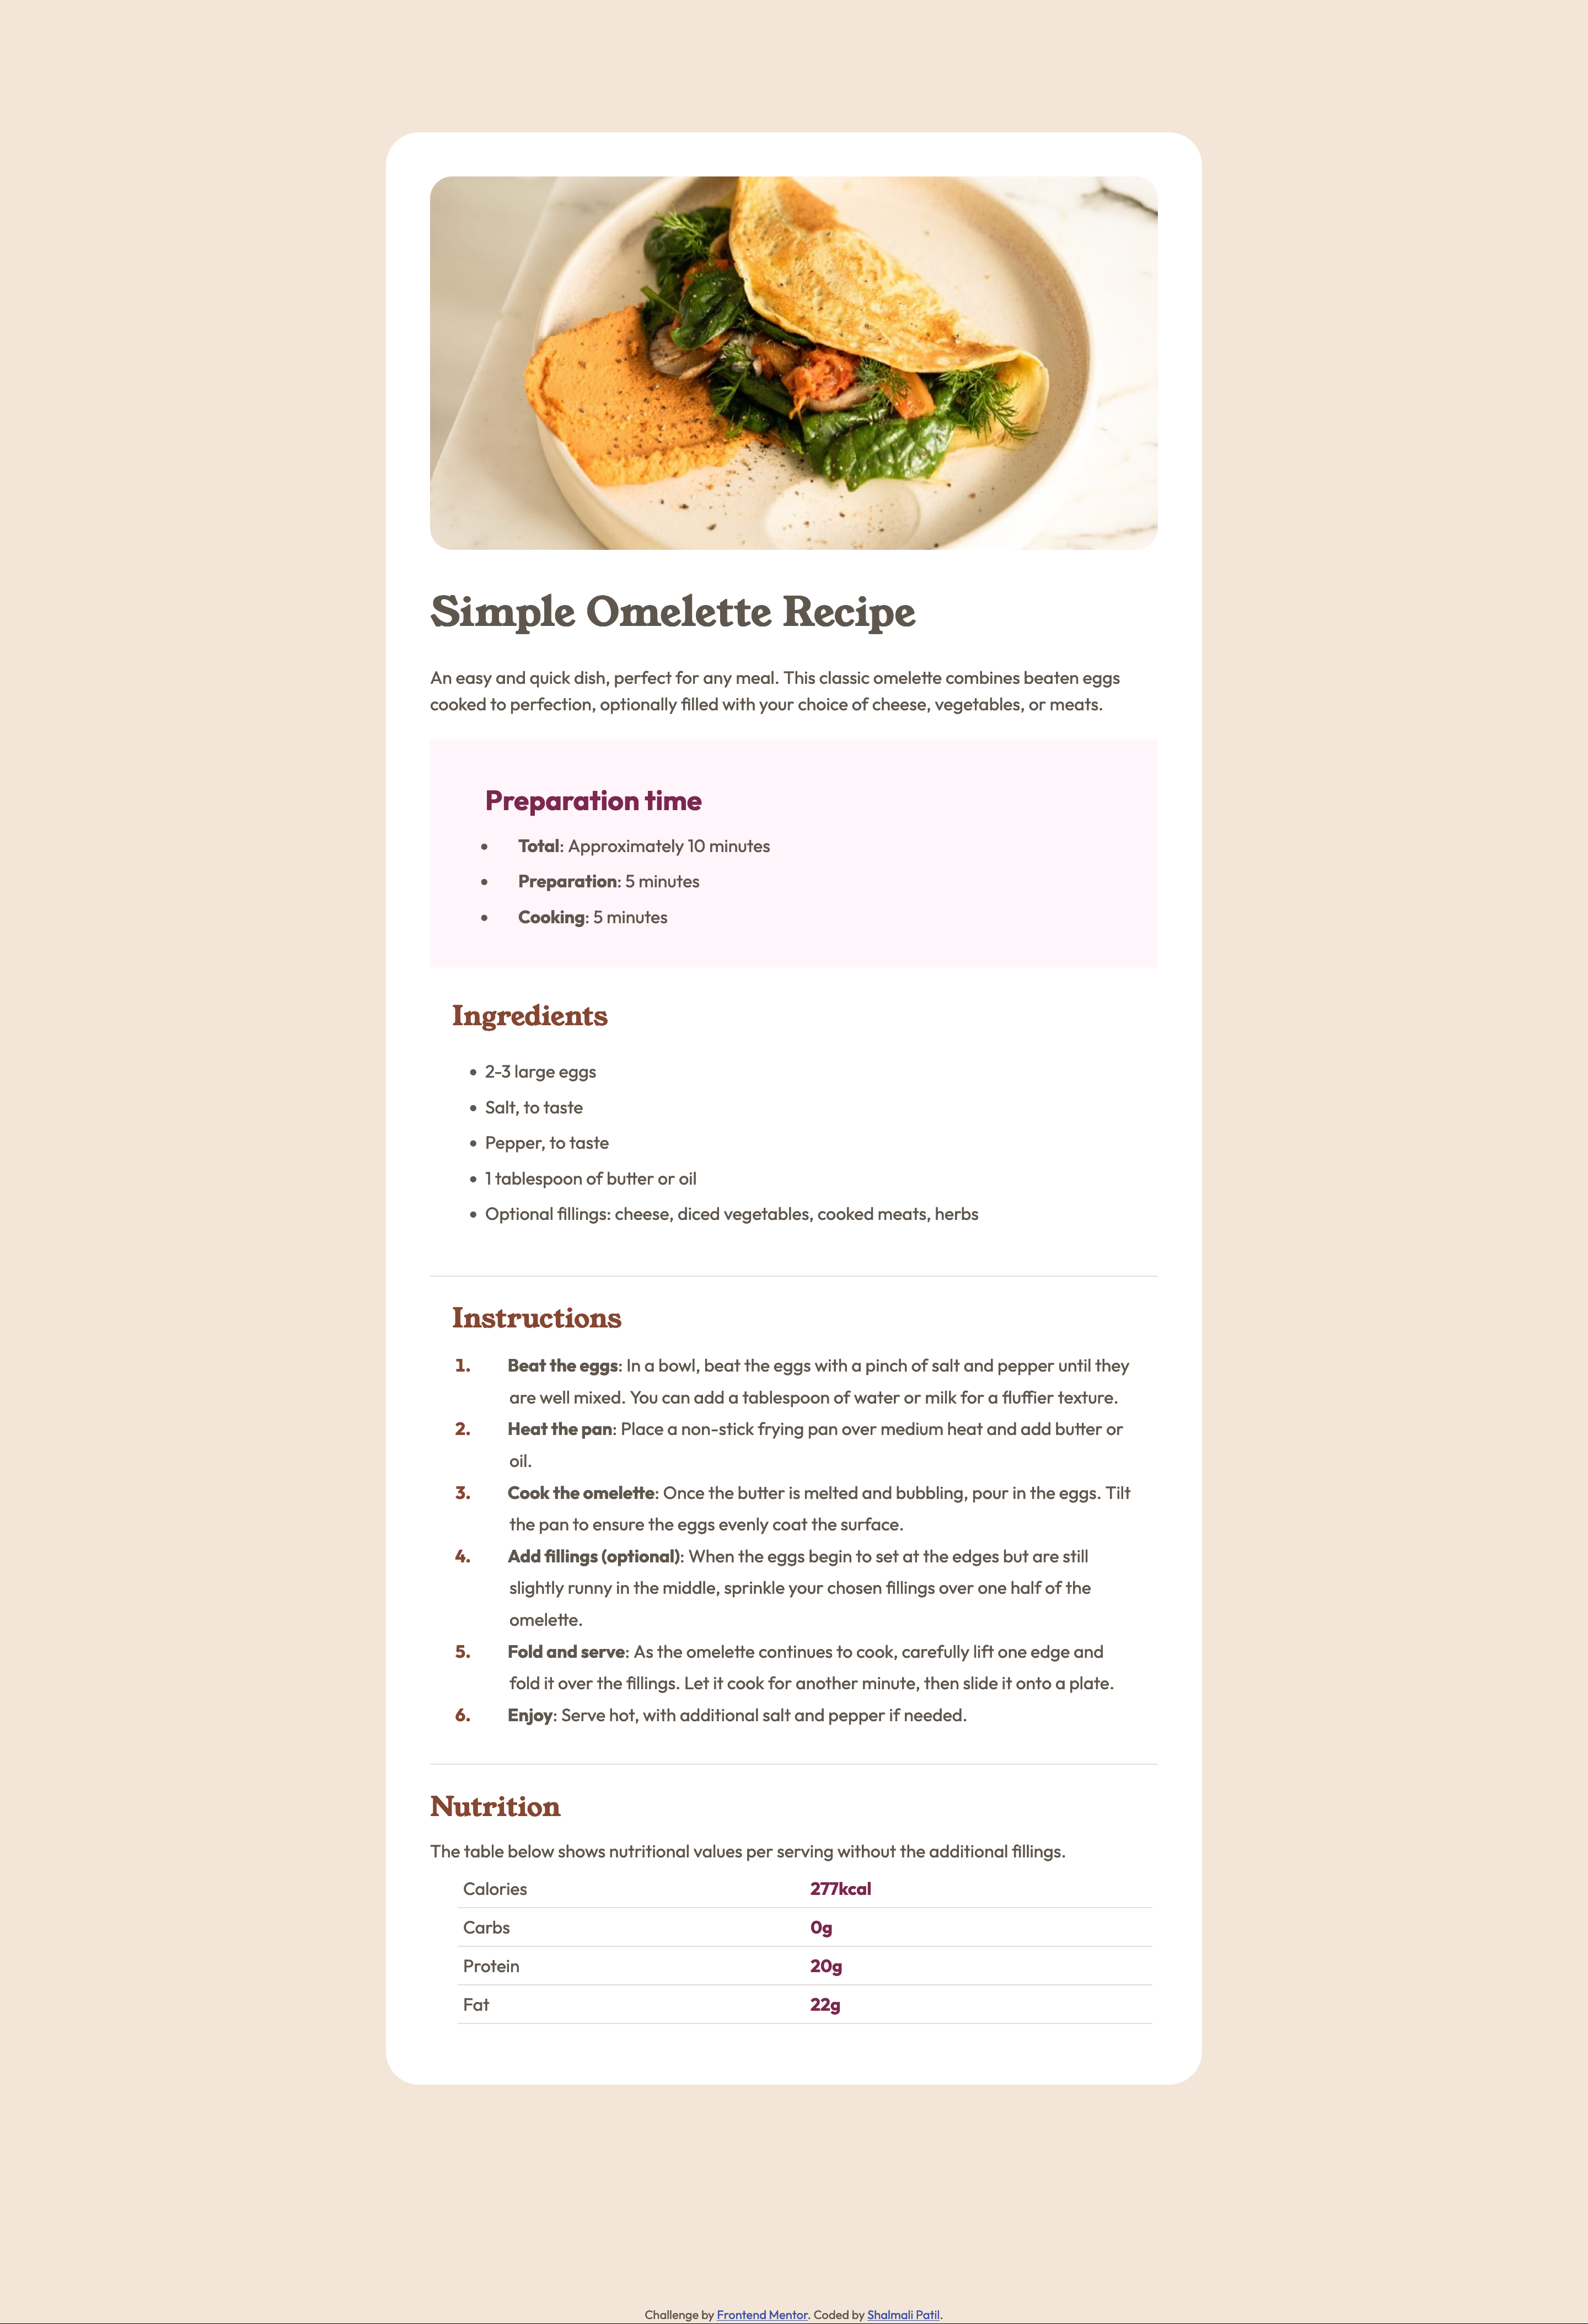 Simple Omelette Recipe
An easy and quick dish, perfect for any meal. This classic omelette combines beaten eggs
cooked to perfection, optionally filled with your choice of cheese, vegetables, or meats.
Preparation time
• Total: Approximately 10 minutes
• Preparation: 5 minutes
• Cooking: 5 minutes
Ingredients
• 2-3 large eggs
• Salt, to taste
• Pepper, to taste
• 1 tablespoon of butter or oil
• Optional fillings: cheese, diced vegetables, cooked meats, herbs
Instructions
1. Beat the eggs: In a bowl, beat the eggs with a pinch of salt and pepper until they
are well mixed. You can add a tablespoon of water or milk for a fluffier texture.
2. Heat the pan: Place a non-stick frying pan over medium heat and add butter or
oil.
3. Cook the omelette: Once the butter is melted and bubbling, pour in the eggs. Tilt
the pan to ensure the eggs evenly coat the surface.
4. Add fillings (optional): When the eggs begin to set at the edges but are still
slightly runny in the middle, sprinkle your chosen fillings over one half of the
omelette.
5. Fold and serve: As the omelette continues to cook, carefully lift one edge and
fold it over the fillings. Let it cook for another minute, then slide it onto a plate.
6. Enjoy: Serve hot, with additional salt and pepper if needed.
Nutrition
The table below shows nutritional values per serving without the additional fillings.
Calories 277kcal
Carbs 0g
Protein 20g
Fat 22g
Challenge by Frontend Mentor. Coded by Shalmali Patil.